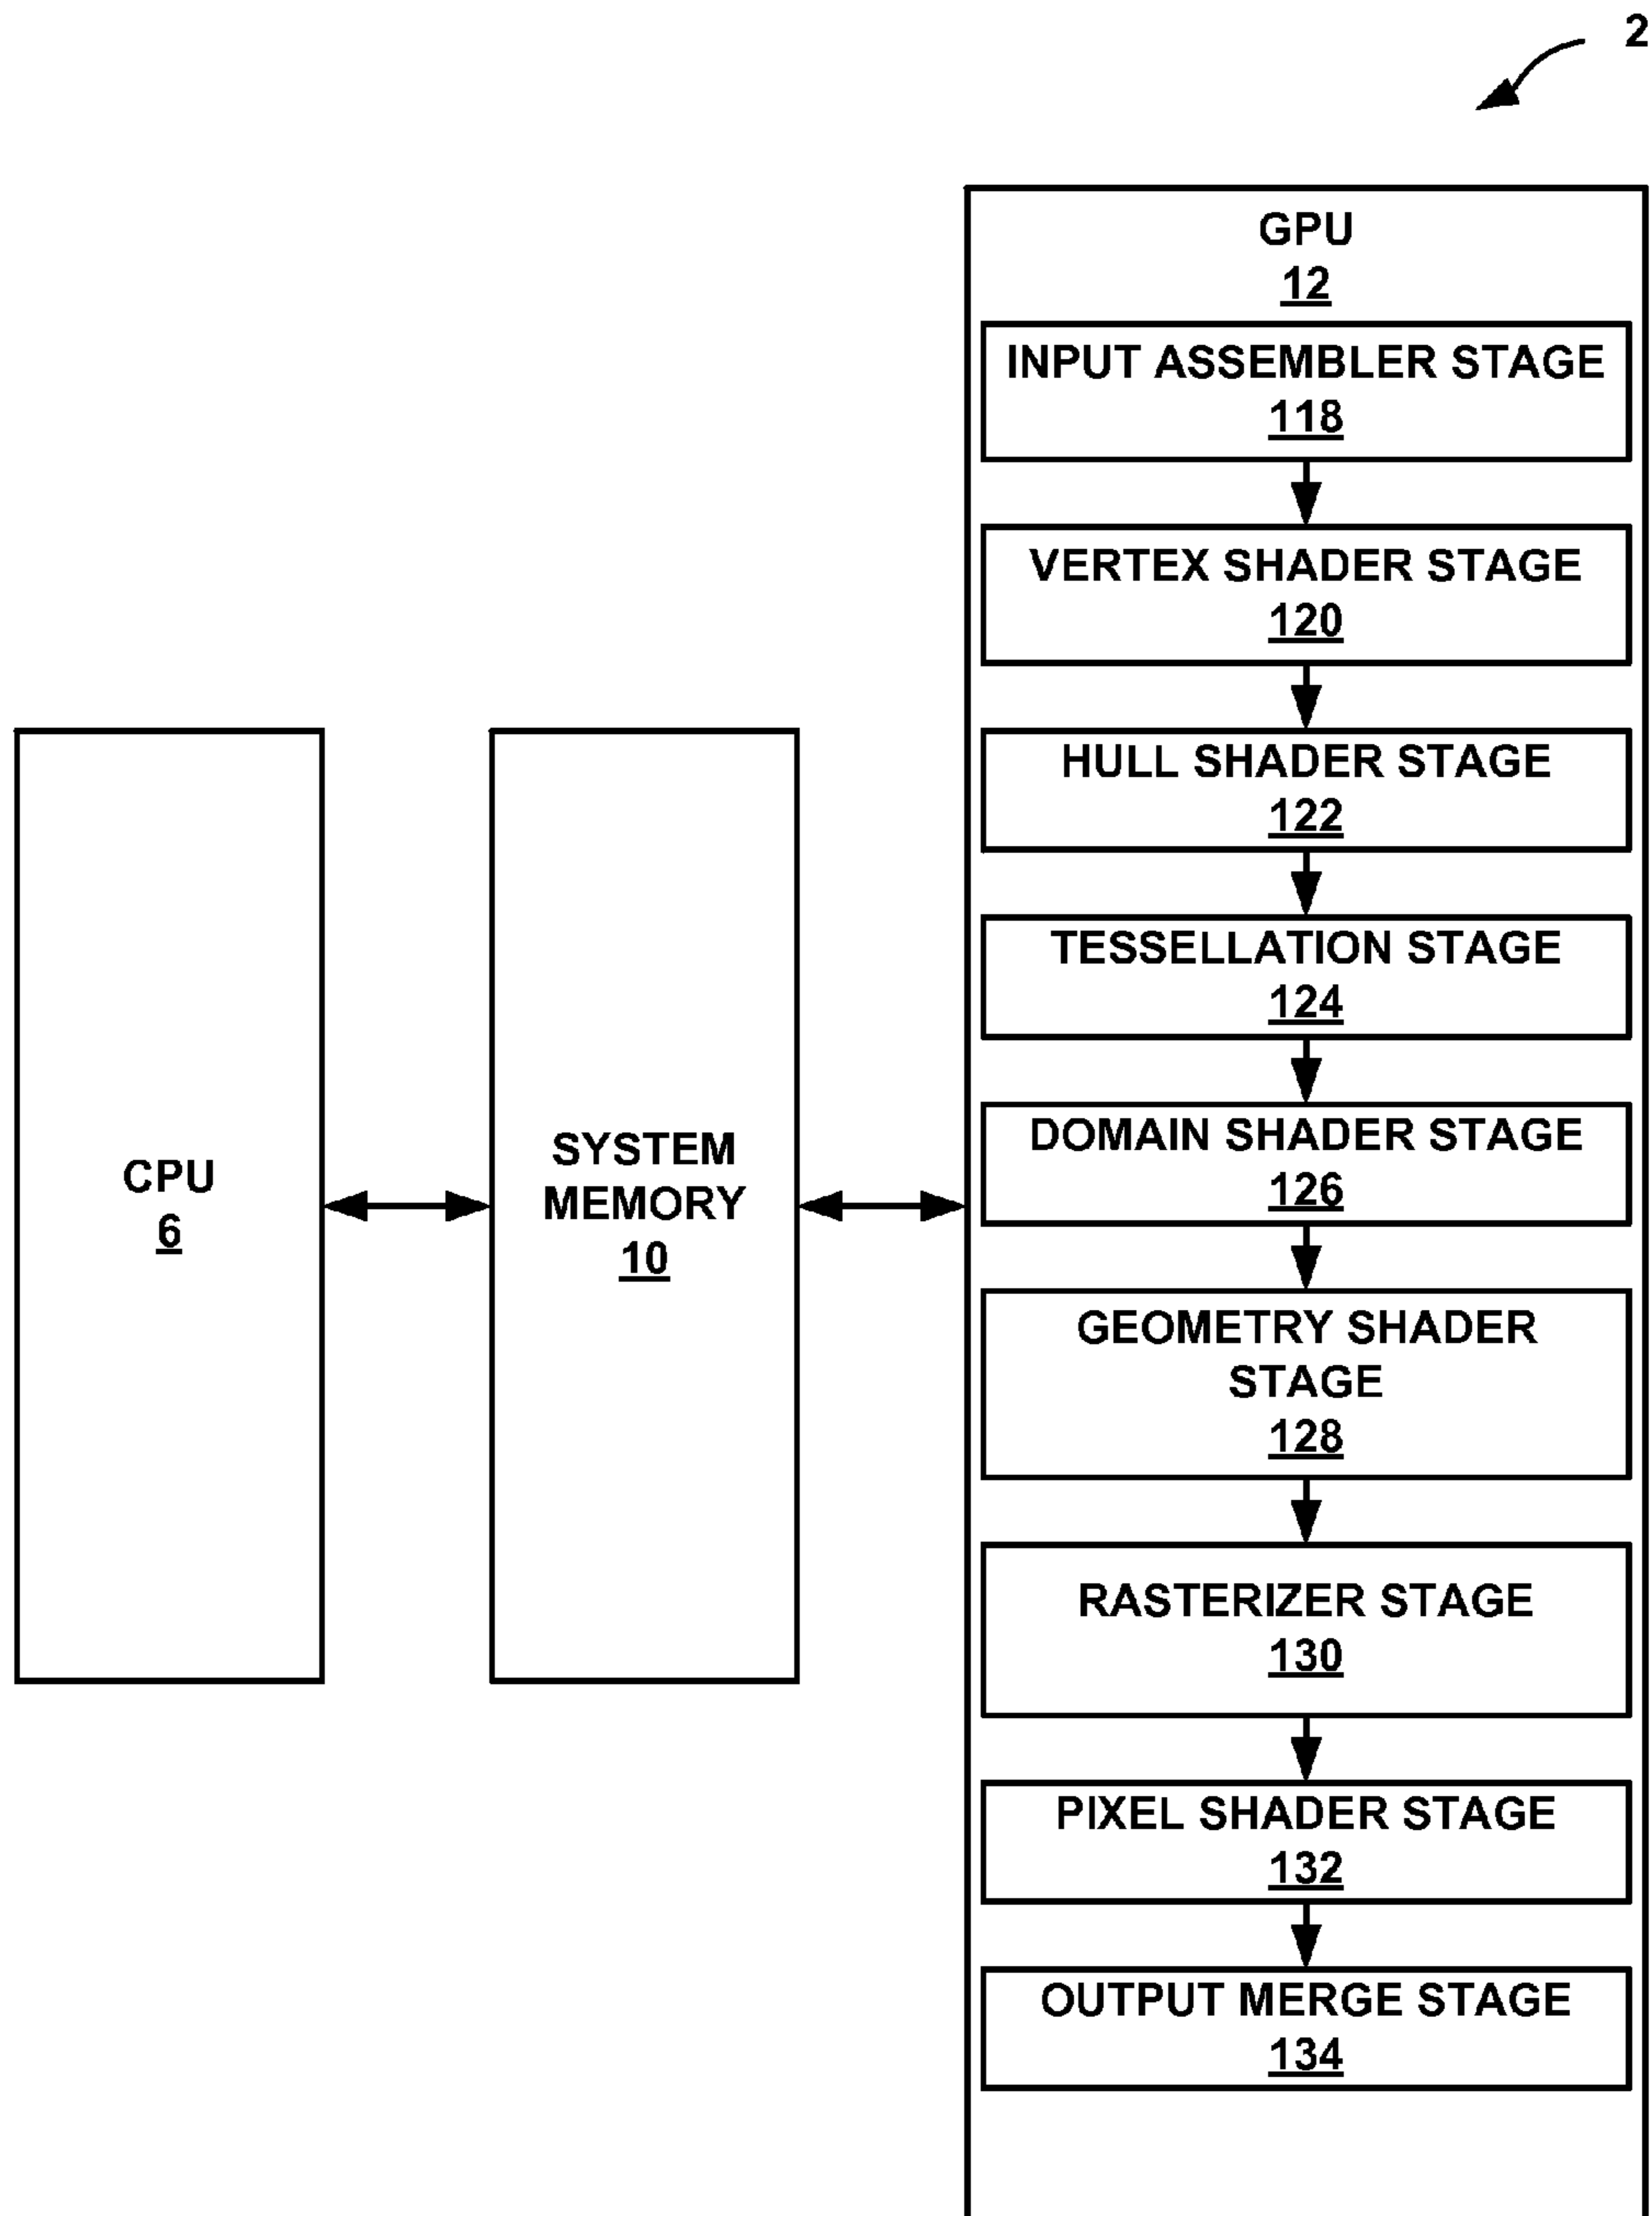 2
GPU
12
INPUT ASSEMBLER STAGE
118
VERTEX SHADER STAGE
120
HULL SHADER STAGE
122
TESSELLATION STAGE
124
DOMAIN SHADER STAGE
126
GEOMETRY SHADER
STAGE
128
RASTERIZER STAGE
130
PIXEL SHADER STAGE
132
OUTPUT MERGE STAGE
134
CPU
6
SYSTEM
MEMORY
10